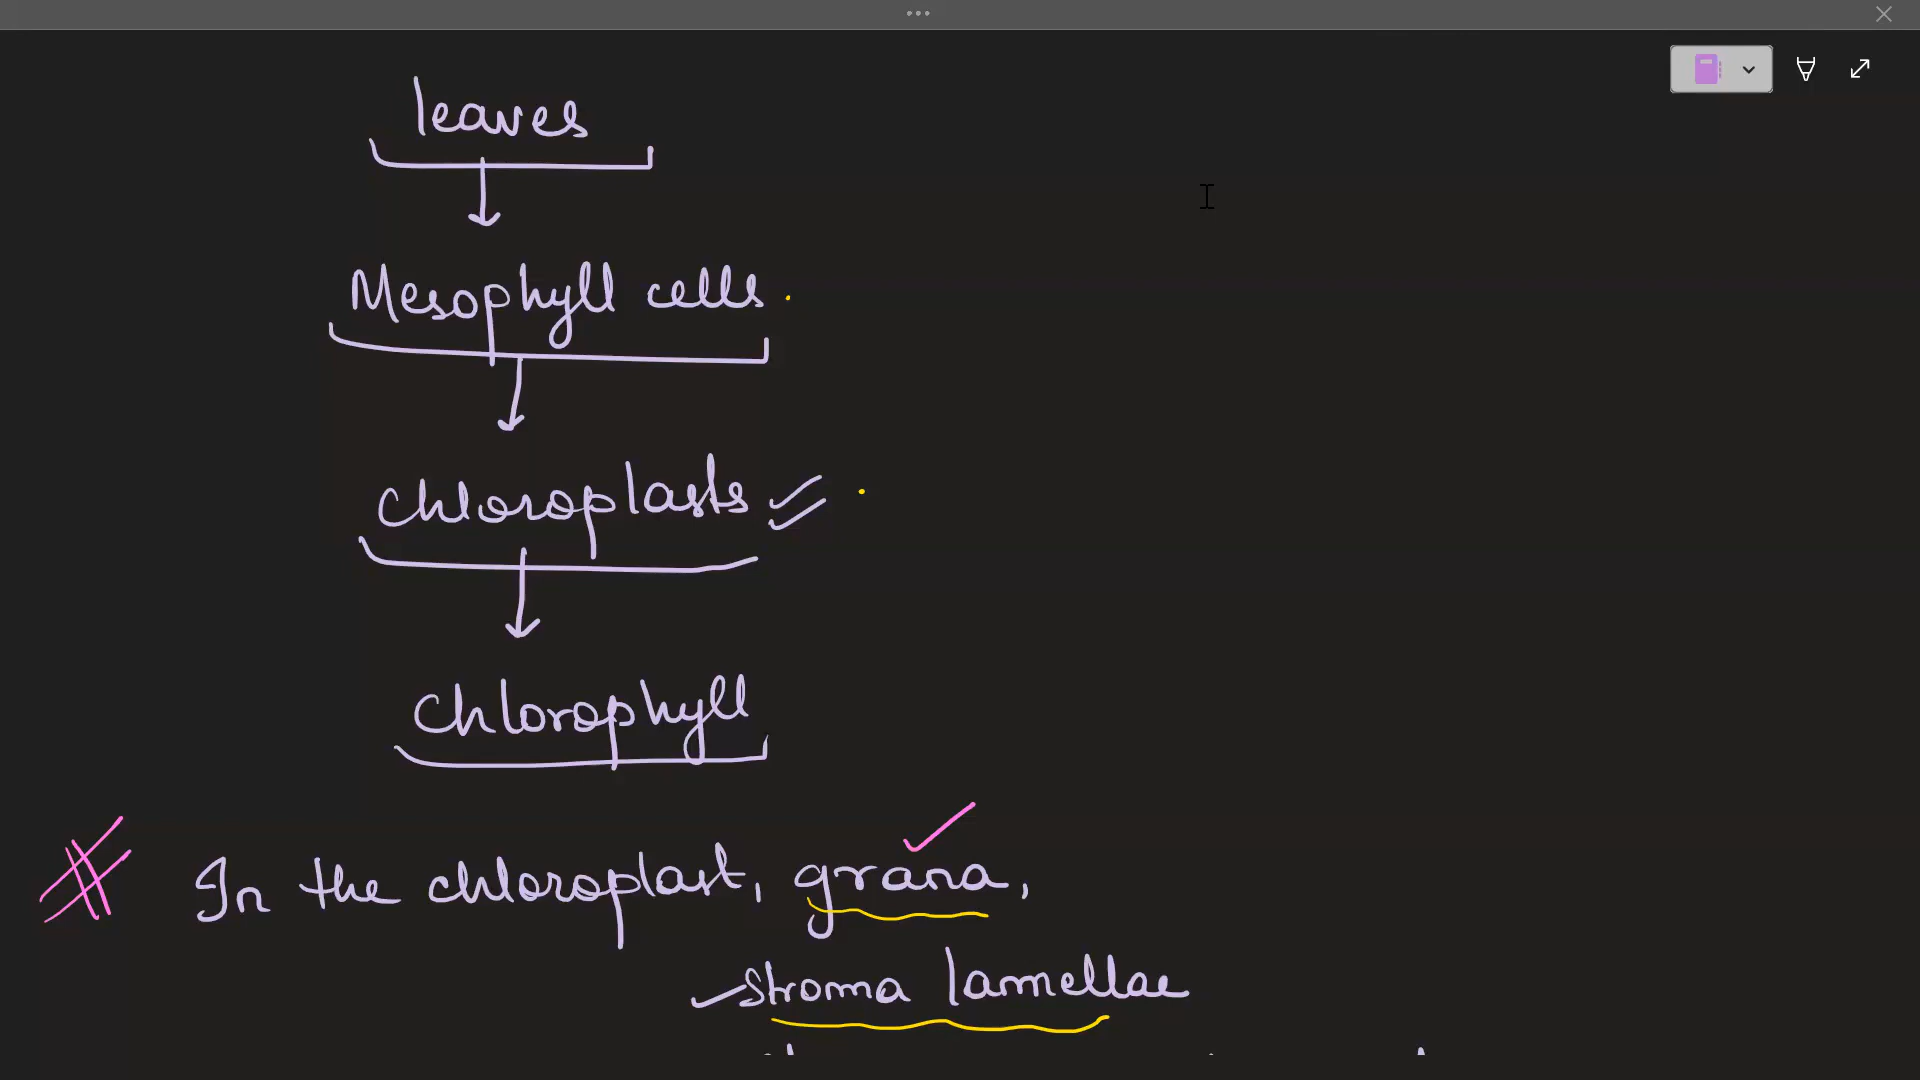 leaves
Mesophyll cells
chloroplasts
chlorophyll
In the chloroplast, grana,
stroma lamellae